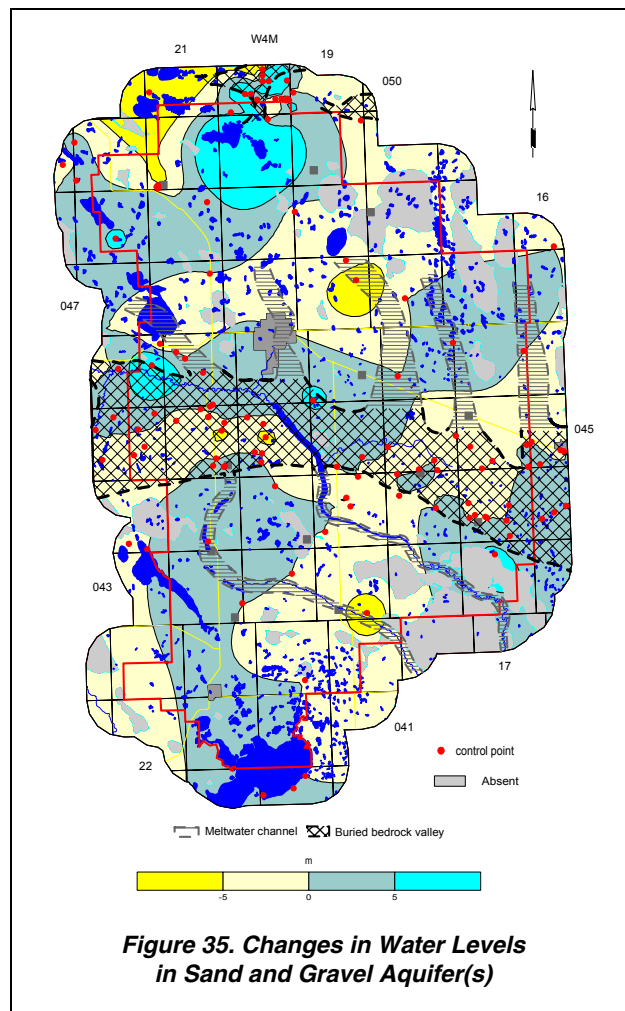 W4M
21
19
050
16
047
045
043
17
041
22
control point
Absent
Meltwater channel
Buried bedrock valley
m
-5
0
5
Figure 35. Changes in Water Levels
in Sand and Gravel Aquifer(s)